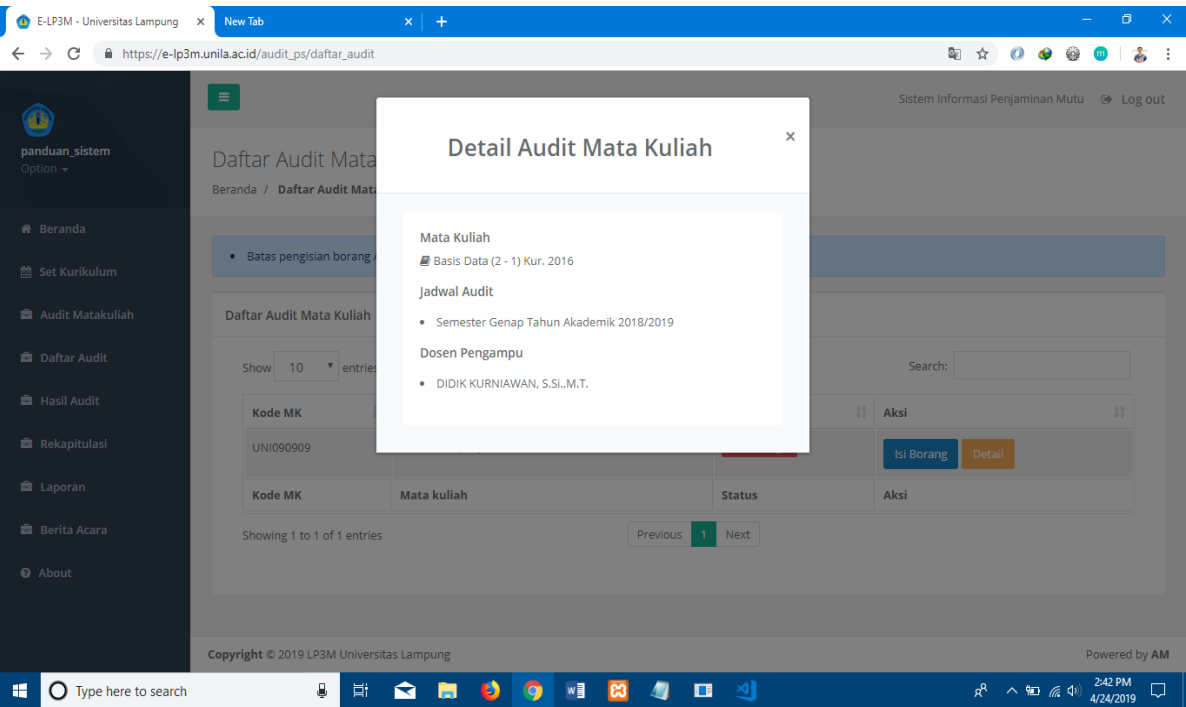 E-LP3M - Universitas Lampung
New Tab
https://e-lp3m.unila.ac.id/audit_ps/daftar_audit
panduan_sistem
Option
Beranda
Set Kurikulum
Audit Matakuliah
Daftar Audit
Hasil Audit
Rekapitulasi
Laporan
Berita Acara
About
Sistem Informasi Penjaminan Mutu Log out
Daftar Audit Mata
Beranda / Daftar Audit Mata
Batas pengisian borang
Detail Audit Mata Kuliah ×
Mata Kuliah
Basis Data (2 - 1) Kur. 2016
Jadwal Audit
Semester Genap Tahun Akademik 2018/2019
Dosen Pengampu
DIDIK KURNIAWAN, S.Si.,M.T.
Daftar Audit Mata Kuliah
Show 10 entries
Search:
Kode MK Aksi
UNI090909 Isi Borang Detail
Kode MK Mata kuliah Status Aksi
Showing 1 to 1 of 1 entries Previous 1 Next
Copyright © 2019 LP3M Universitas Lampung Powered by AM
Type here to search
2:42 PM
4/24/2019